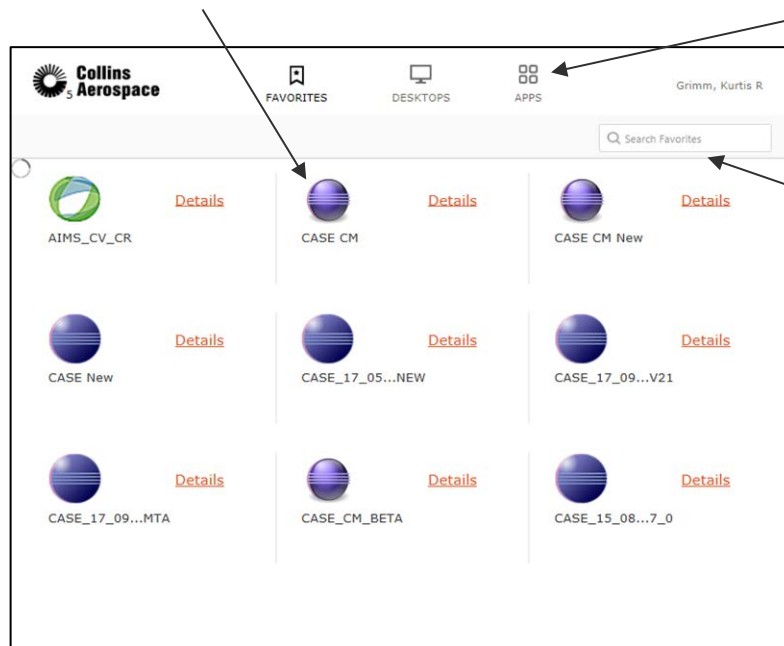 Collins
5 Aerospace
FAVORITES
DESKTOPS
APPS
Grimm, Kurtis R
Search Favorites
Details
Details
Details
AIMS_CV_CR
CASE CM
CASE CM New
Details
Details
Details
CASE New
CASE_17_05...NEW
CASE_17_09...V21
Details
Details
Details
CASE_17_09...MTA
CASE_CM_BETA
CASE_15_08...7_0